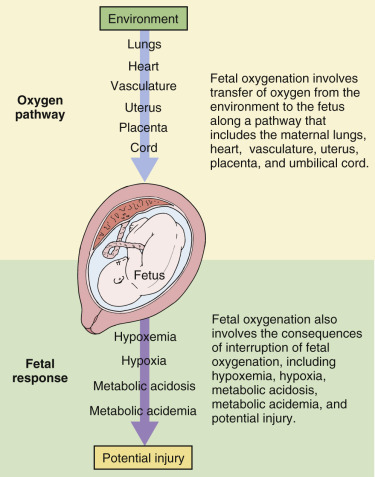 Environment
Lungs
Heart
Vasculature
Uterus
Placenta
Cord
Oxygen
pathway
Fetal oxygenation involves
transfer of oxygen from the
environment to the fetus
along a pathway that
includes the maternal lungs,
heart, vasculature, uterus,
placenta, and umbilical cord.
Fetus
Hypoxemia
Hypoxia
Metabolic acidosis
Metabolic acidemia
Fetal
response
Fetal oxygenation also
involves the consequences
of interruption of fetal
oxygenation, including
hypoxemia, hypoxia,
metabolic acidosis,
metabolic acidemia, and
potential injury.
Potential injury